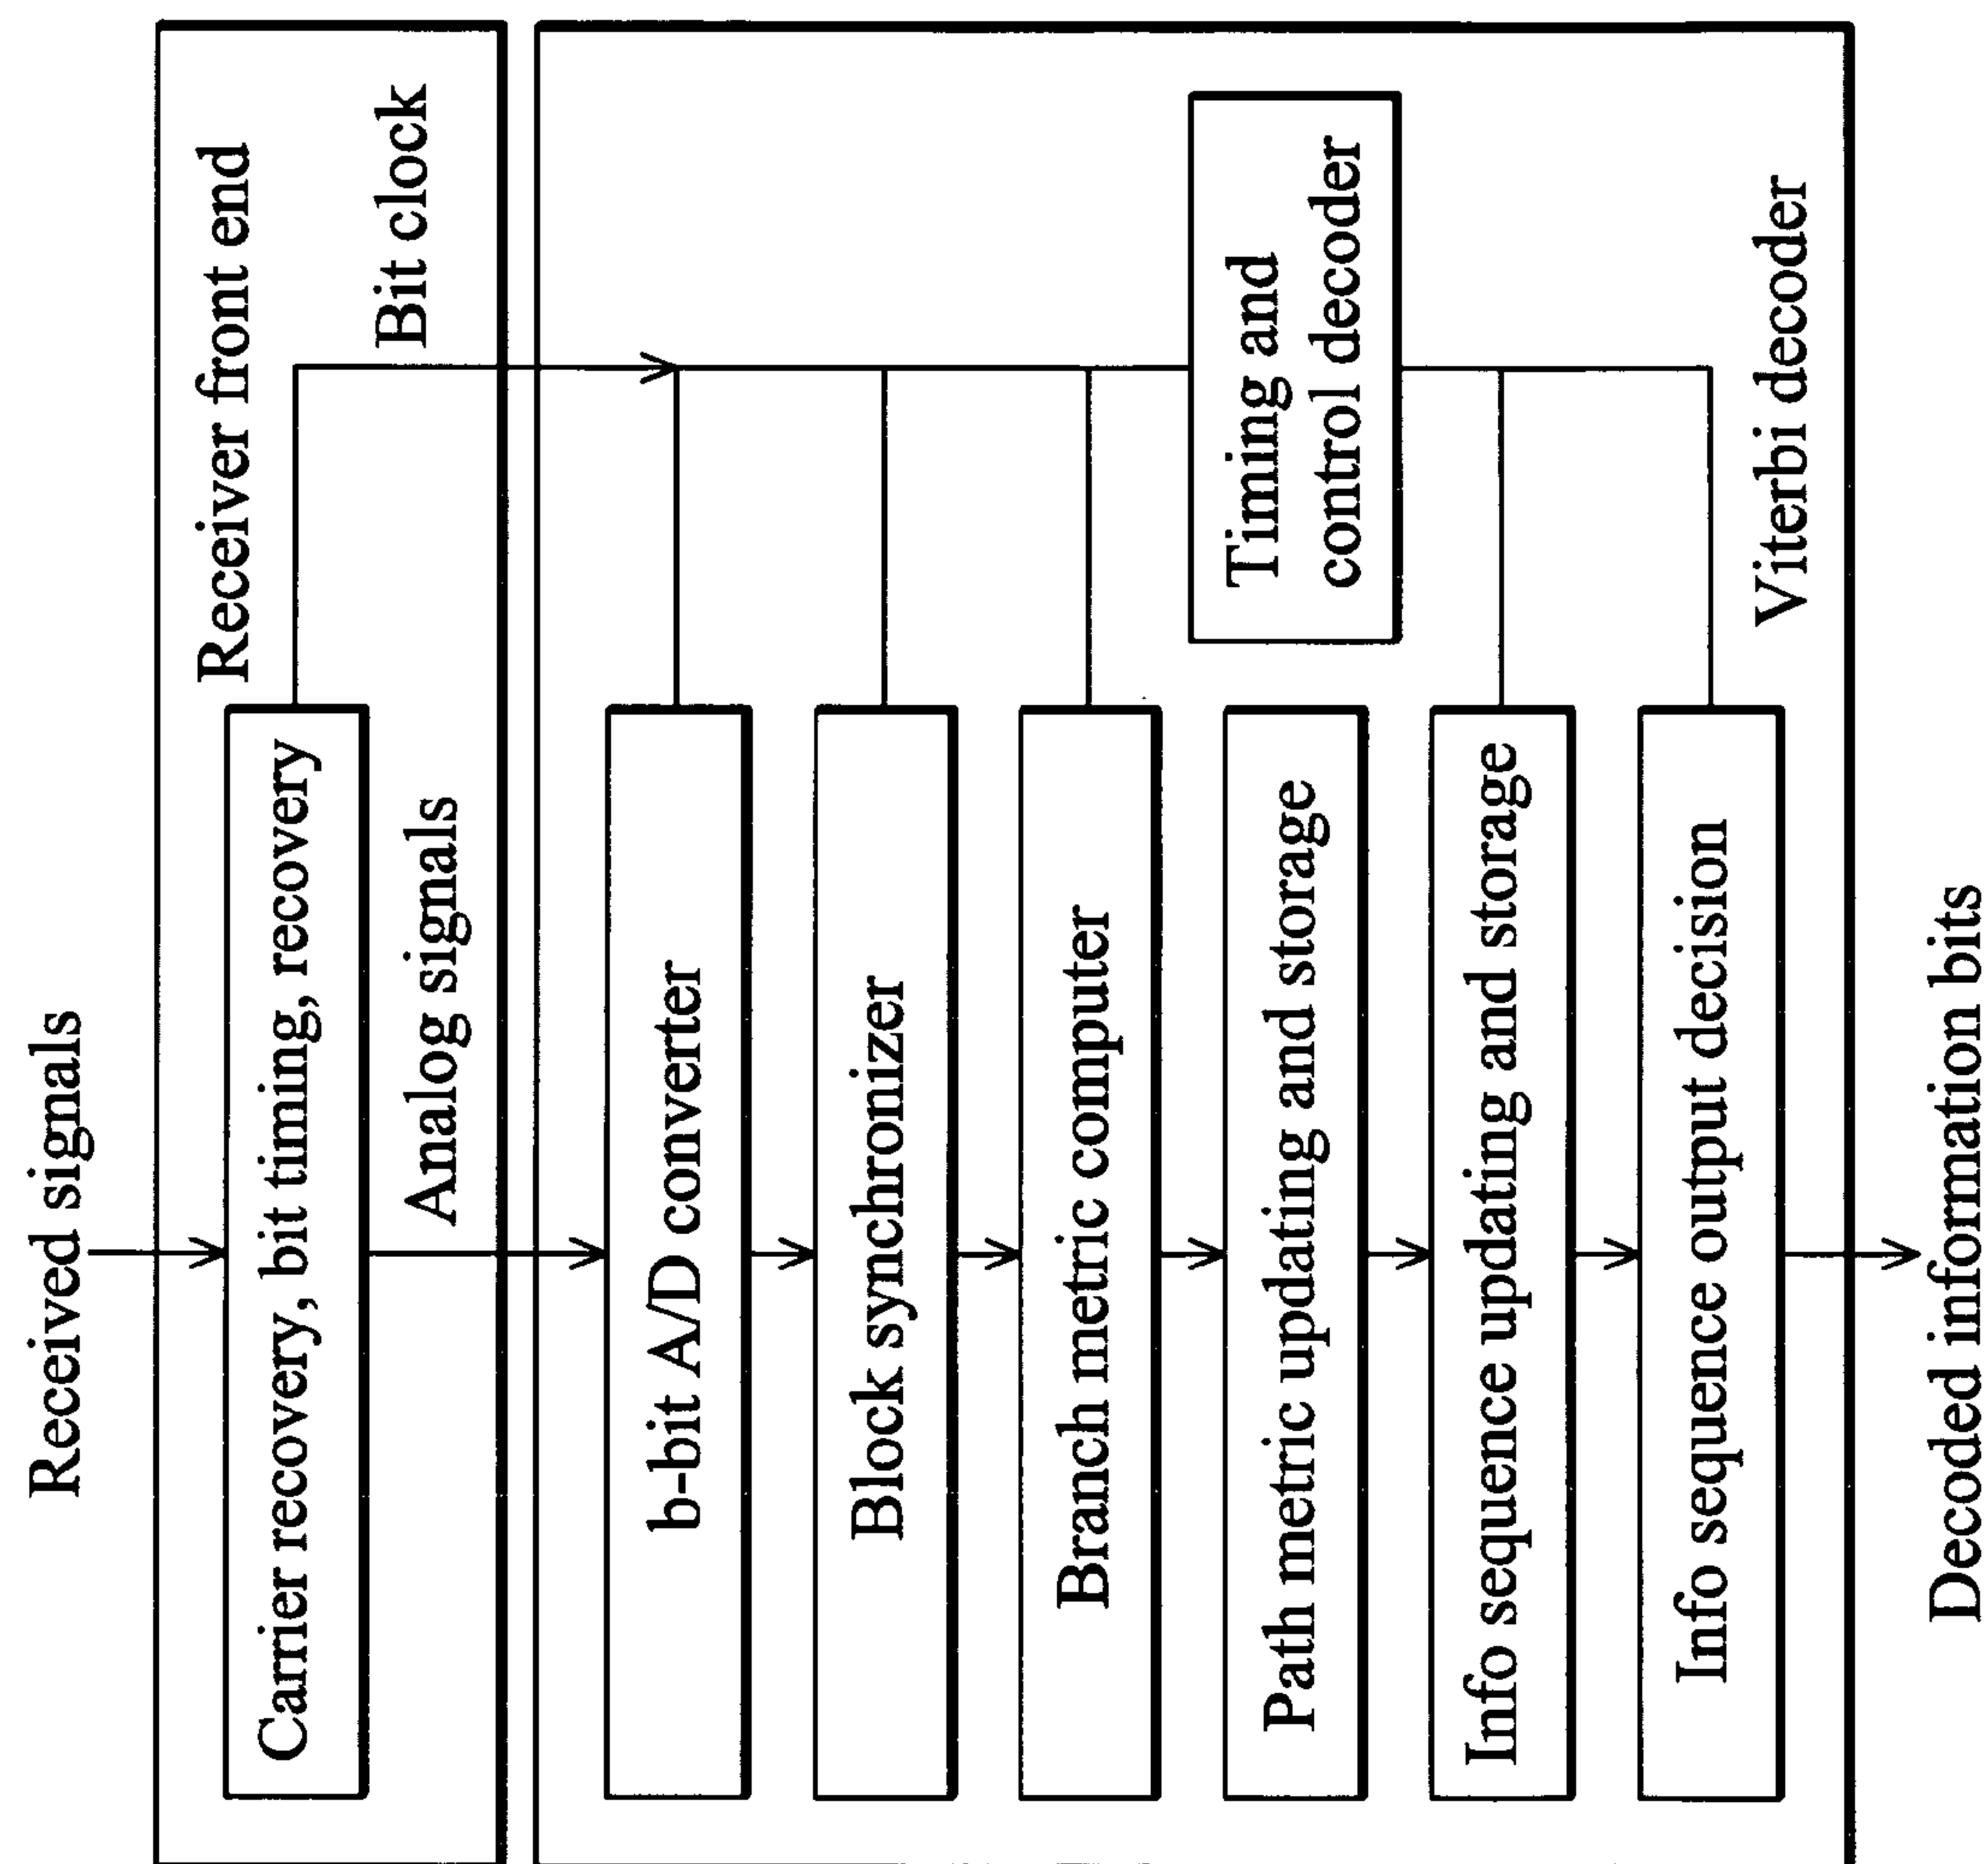 Received signals
Receiver front end
Carrier recovery, bit timing, recovery
Bit clock
Analog signals
b-bit A/D converter
Block synchronizer
Branch metric computer
Timing and
control decoder
Path metric updating and storage
Info sequence updating and storage
Info sequence output decision
Viterbi decoder
Decoded information bits